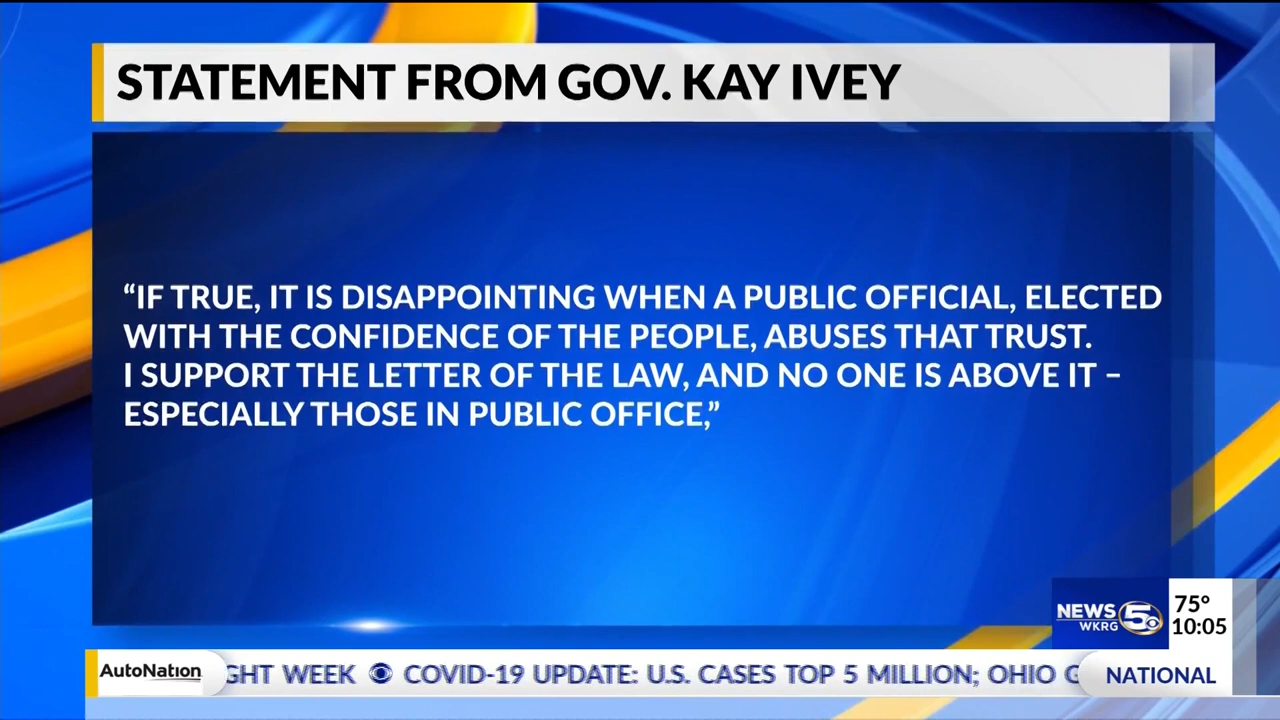 STATEMENT FROM GOV. KAY IVEY
“IF TRUE, IT IS DISAPPOINTING WHEN A PUBLIC OFFICIAL, ELECTED
WITH THE CONFIDENCE OF THE PEOPLE, ABUSES THAT TRUST.
I SUPPORT THE LETTER OF THE LAW, AND NO ONE IS ABOVE IT –
ESPECIALLY THOSE IN PUBLIC OFFICE,”
NEWS 5
WKRG
75°
10:05
AutoNation
GHT WEEK COVID-19 UPDATE: U.S. CASES TOP 5 MILLION; OHIO G
NATIONAL